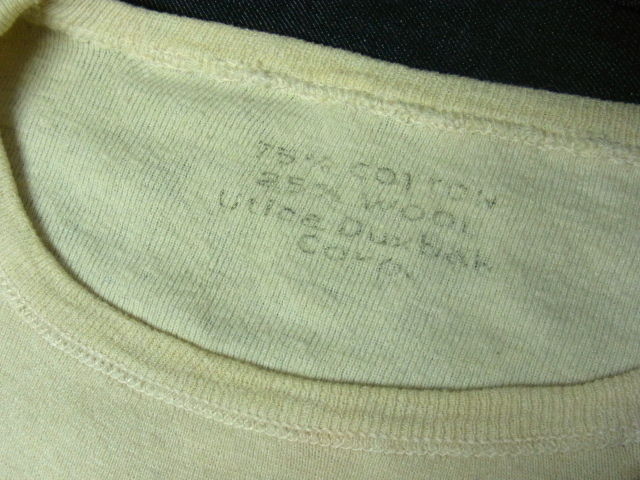 75% COTTON
25% WOOL
Utica Duxbak
Corp.